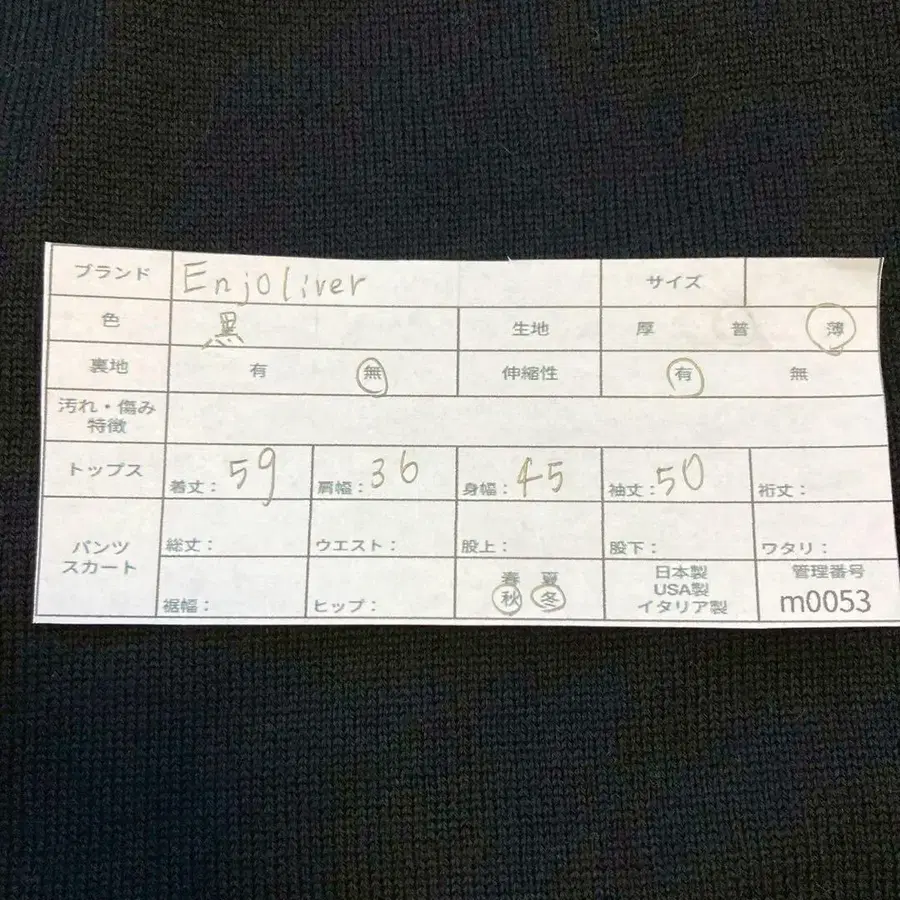 ブランド Enjoliver サイズ
色 黒 生地 厚 普 薄
裏地 有 無 伸縮性 有 無
汚れ・傷み
特徴
トップス 着丈：59 肩幅：36 身幅：45 袖丈：50 裄丈：
パンツ
スカート
総丈： ウエスト： 股上： 股下： ワタリ：
裾幅： ヒップ：
春 夏
秋 冬
日本製
USA製
イタリア製
管理番号
m0053